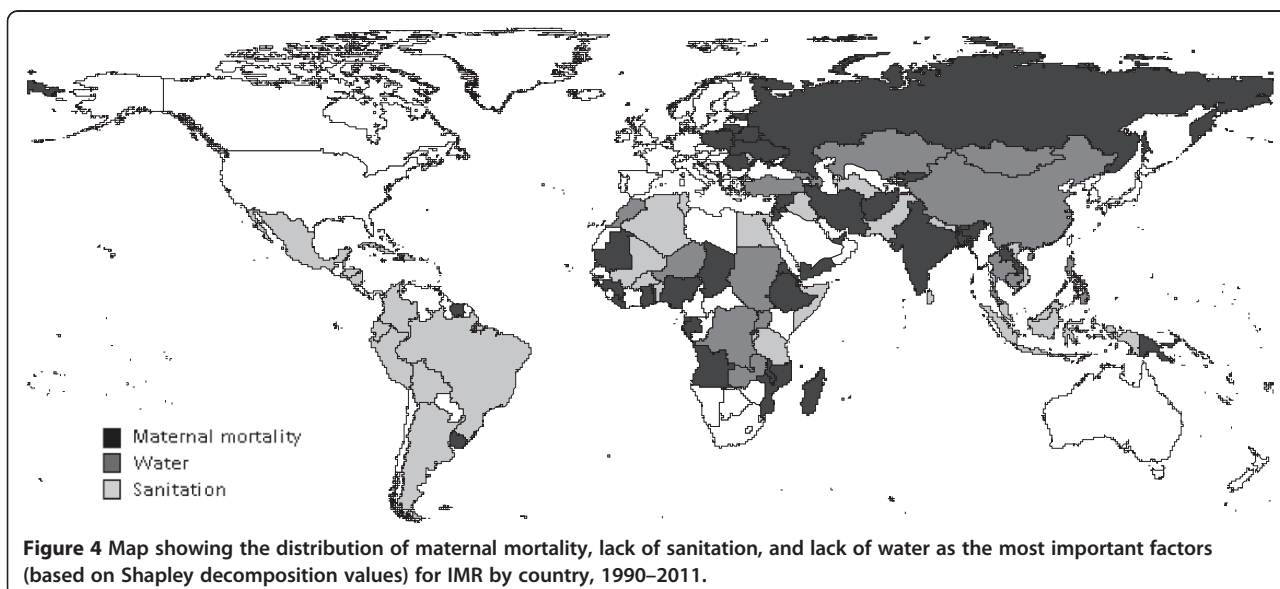 Maternal mortality
Water
Sanitation
Figure 4 Map showing the distribution of maternal mortality, lack of sanitation, and lack of water as the most important factors
(based on Shapley decomposition values) for IMR by country, 1990–2011.